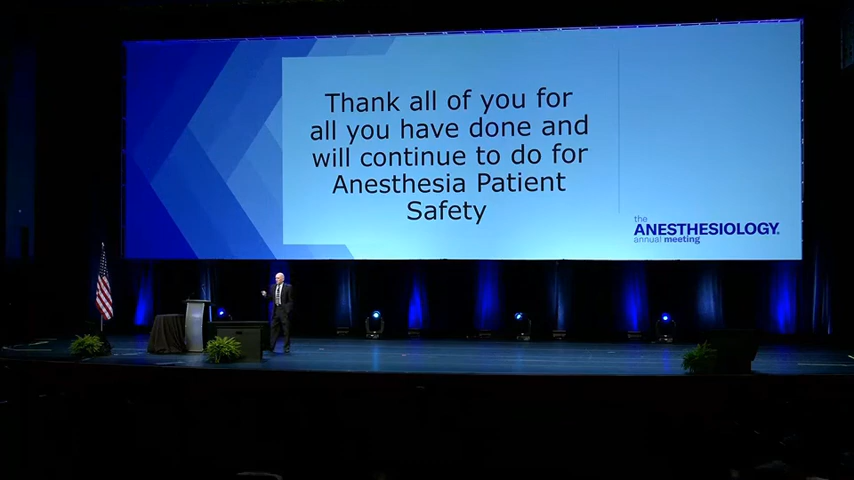 Thank all of you for
all you have done and
will continue to do for
Anesthesia Patient
Safety
the
ANESTHESIOLOGY®
annual meeting